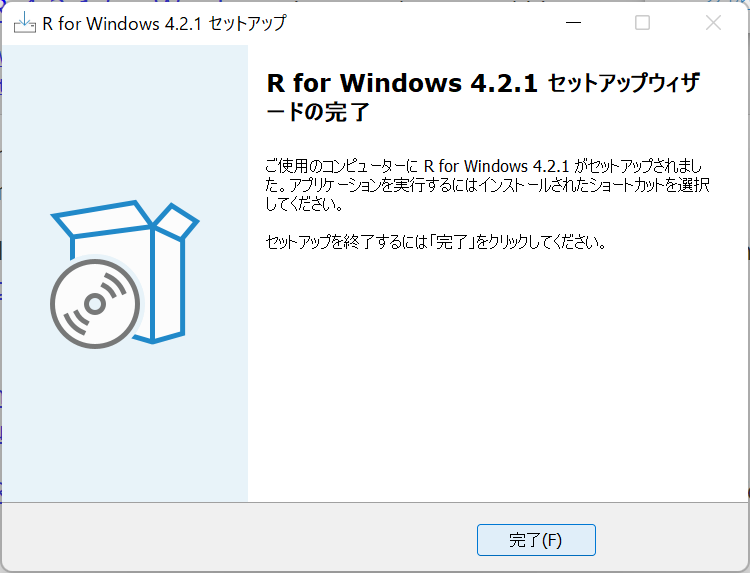 R for Windows 4.2.1 セットアップ
R for Windows 4.2.1 セットアップウィザ
ードの完了
ご使用のコンピューターに R for Windows 4.2.1 がセットアップされまし
た。アプリケーションを実行するにはインストールされたショートカットを選択
してください。
セットアップを終了するには「完了」をクリックしてください。
完了(F)